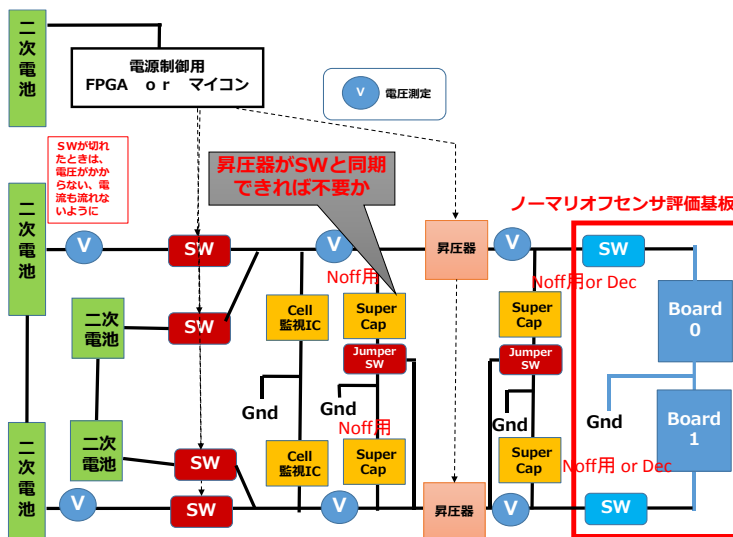 二
次
電
池
電源制御用
FPGA or マイコン
V 電圧測定
SWが切れ
たときは、
電圧がかか
らない、電
流も流れな
いように
昇圧器がSWと同期
できれば不要か
ノーマリオフセンサ評価基板
二
次
電
池
V
SW
V
昇圧器
V
SW
Noff用
Noff用or Dec
二次
電池
SW
Cell
監視IC
Super
Cap
Super
Cap
Board
0
Jumper
SW
Jumper
SW
Gnd
Gnd
Gnd
Gnd
Noff用
Board
1
二
次
電
池
二次
電池
SW
Cell
監視IC
Super
Cap
Super
Cap
Noff用 or Dec
V
SW
V
昇圧器
V
SW